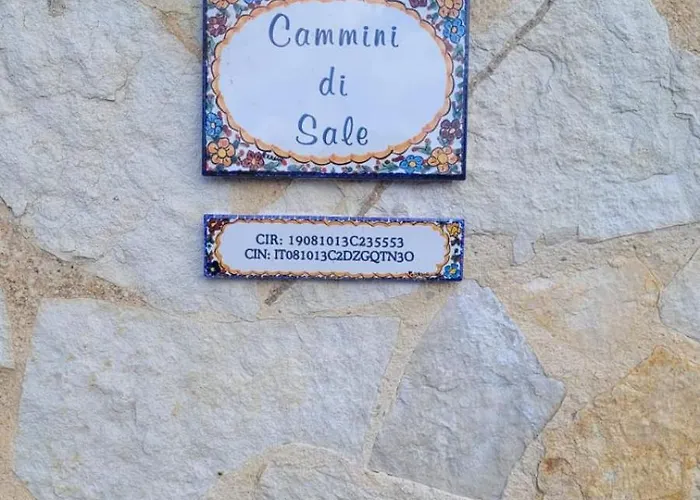 Cammini
di
Sale
CIR: 19081013C235553
CIN: IT081013C2DZGQTN3O